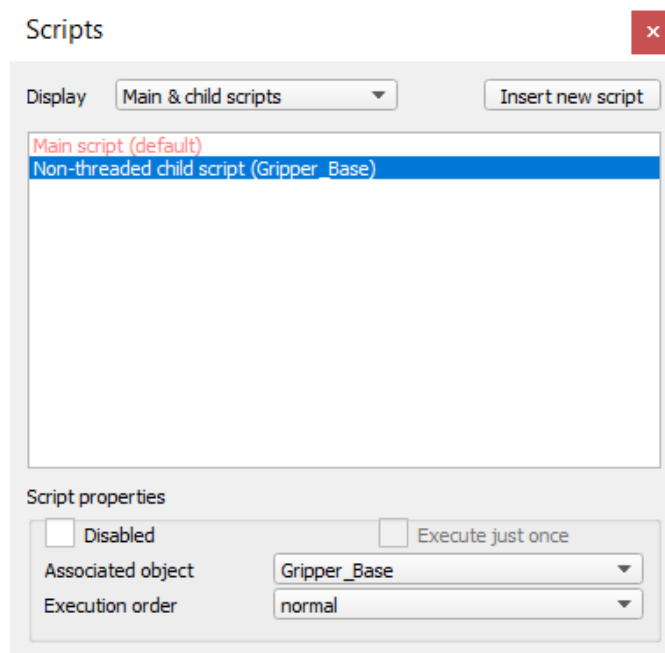 Scripts
Display Main & child scripts Insert new script
Main script (default)
Non-threaded child script (Gripper_Base)
Script properties
Disabled Execute just once
Associated object Gripper_Base
Execution order normal